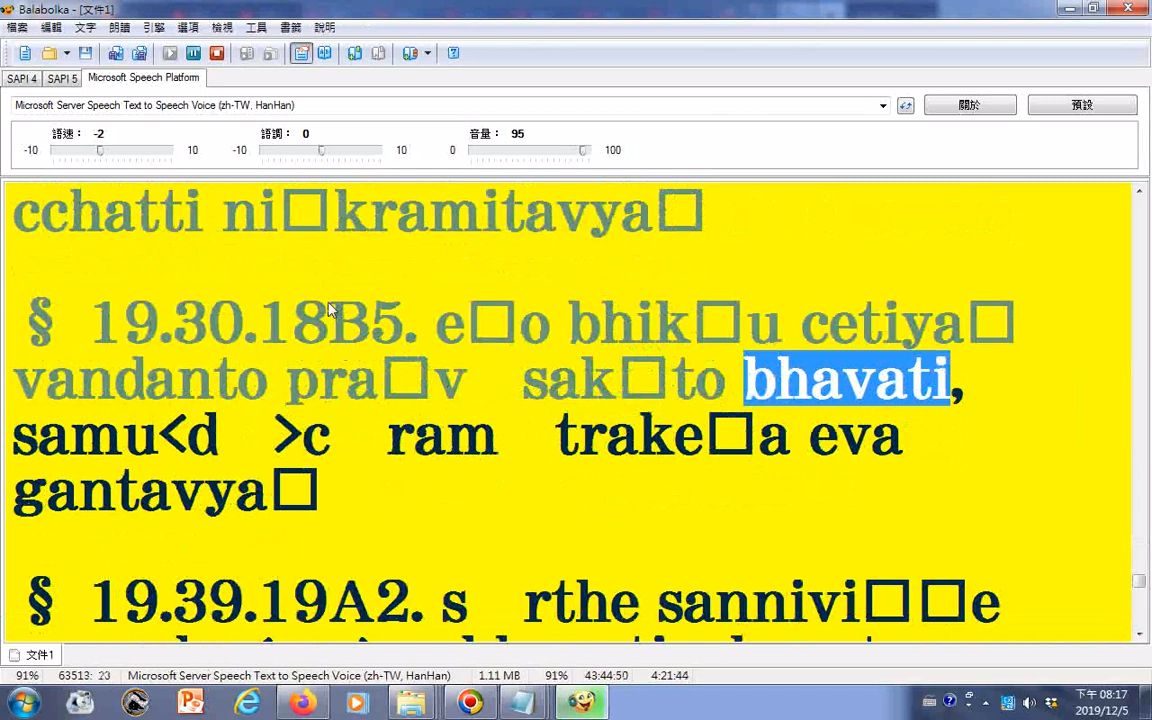 Balabolka - [文件1]
檔案 編輯 文字 朗讀 引擎 選項 檢視 工具 書籤 說明
SAPI 4 SAPI 5 Microsoft Speech Platform
Microsoft Server Speech Text to Speech Voice (zh-TW, HanHan) 關於 預設
語速： -2 語調： 0 音量： 95
-10 10 -10 10 0 100
cchatti ni□kramitavya□
§ 19.30.18B5. e□o bhik□u cetiya□
vandanto pra□v sak□to bhavati,
samu<d >c ram trake□a eva
gantavya□
§ 19.39.19A2. s rthe sannivi□□e
文件1
91% 63513: 23 Microsoft Server Speech Text to Speech Voice (zh-TW, HanHan) 1.11 MB 91% 43:44:50 4:21:44
下午 08:17
2019/12/5